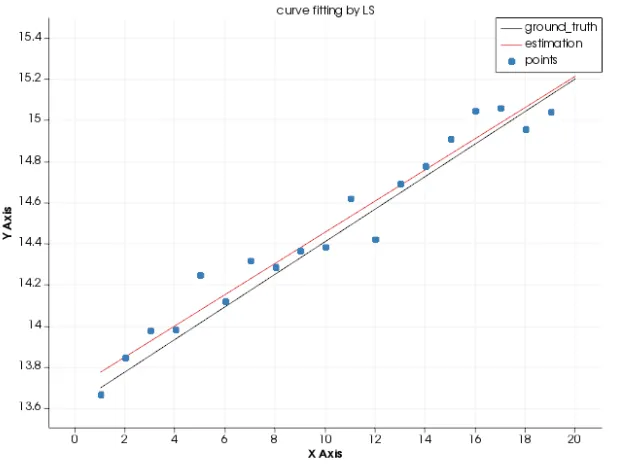 curve fitting by LS
ground_truth
estimation
points
15.4
15.2
15
14.8
14.6
14.4
14.2
14
13.8
13.6
Y Axis
0 2 4 6 8 10 12 14 16 18 20
X Axis